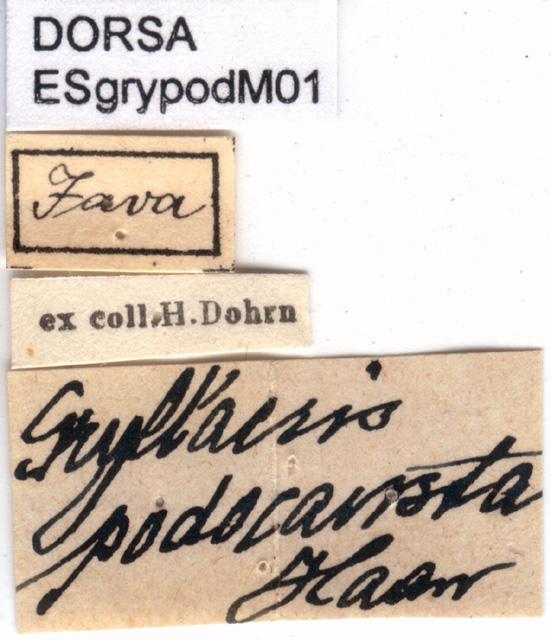 DORSA
ESgrypodM01
Java
ex coll. H. Dohrn
Gryllacris
podocausta
Haan